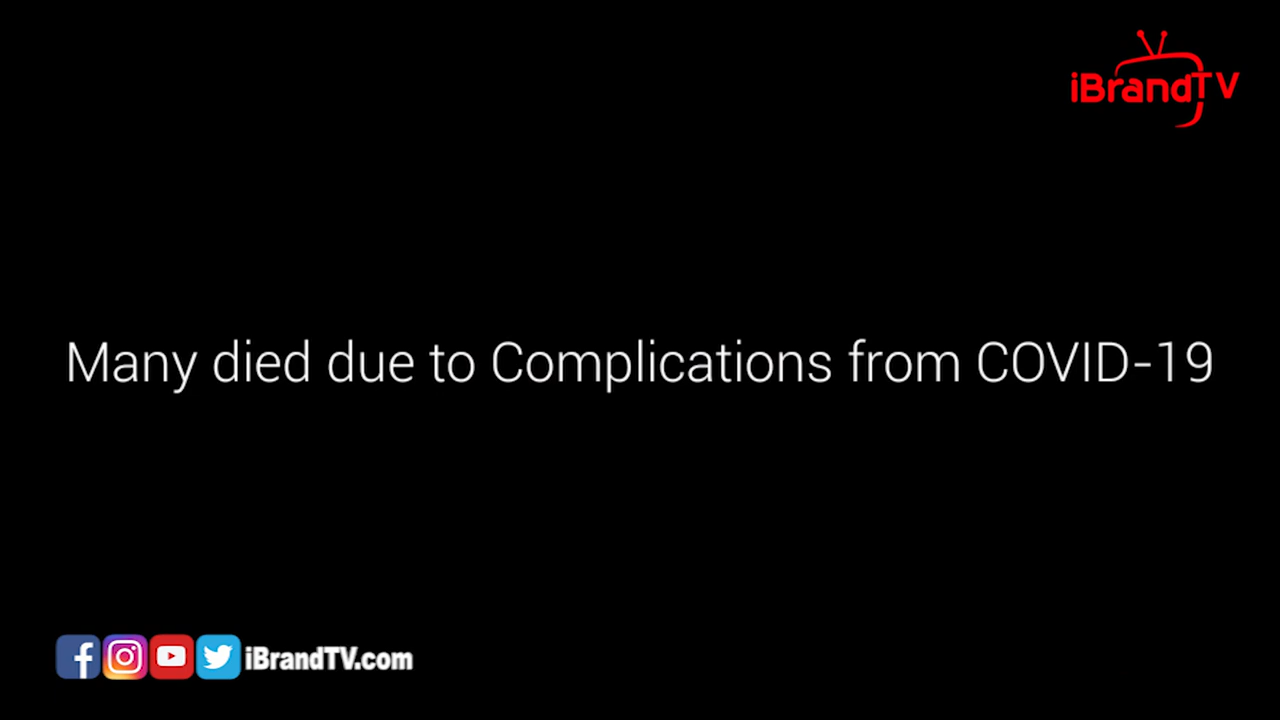 iBrandTV
Many died due to Complications from COVID-19
iBrandTV.com